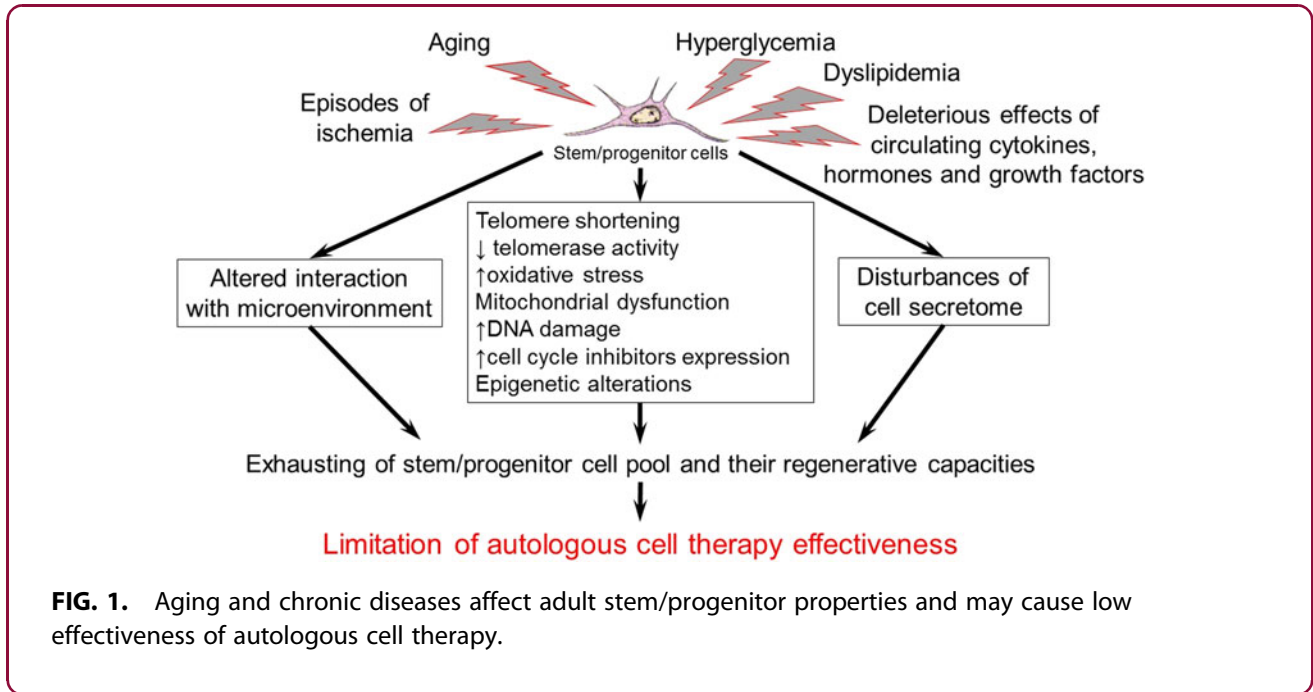 Aging
Hyperglycemia
Dyslipidemia
Episodes of
ischemia
Deleterious effects of
circulating cytokines,
hormones and growth factors
Stem/progenitor cells
Altered interaction
with microenvironment
Telomere shortening
↓ telomerase activity
↑oxidative stress
Mitochondrial dysfunction
↑DNA damage
↑cell cycle inhibitors expression
Epigenetic alterations
Disturbances of
cell secretome
Exhausting of stem/progenitor cell pool and their regenerative capacities
Limitation of autologous cell therapy effectiveness
FIG. 1. Aging and chronic diseases affect adult stem/progenitor properties and may cause low
effectiveness of autologous cell therapy.